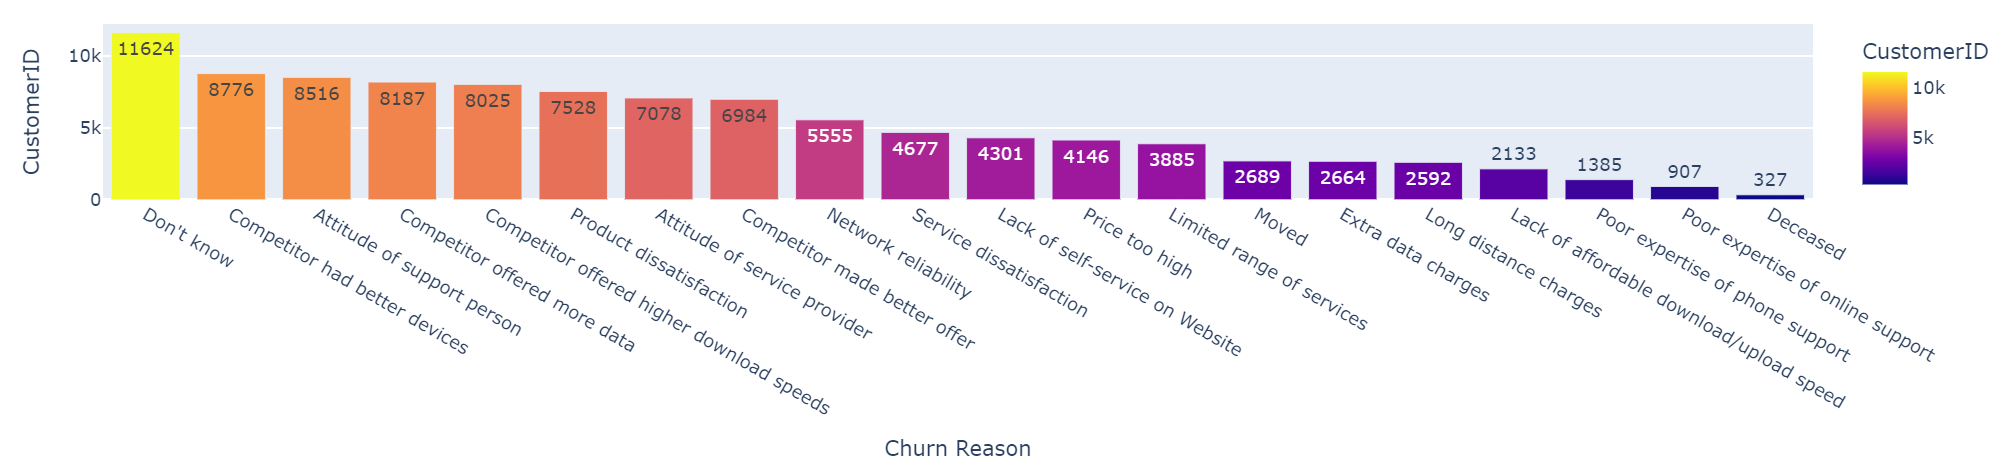 CustomerID
10k
5k
0
11624
8776
8516
8187
8025
7528
7078
6984
5555
4677
4301
4146
3885
2689
2664
2592
2133
1385
907
327
Don't know
Competitor had better devices
Attitude of support person
Competitor offered more data
Competitor offered higher download speeds
Product dissatisfaction
Attitude of service provider
Competitor made better offer
Network reliability
Service dissatisfaction
Lack of self-service on Website
Price too high
Limited range of services
Moved
Extra data charges
Long distance charges
Lack of affordable download/upload speed
Poor expertise of phone support
Poor expertise of online support
Deceased
Churn Reason
CustomerID
10k
5k